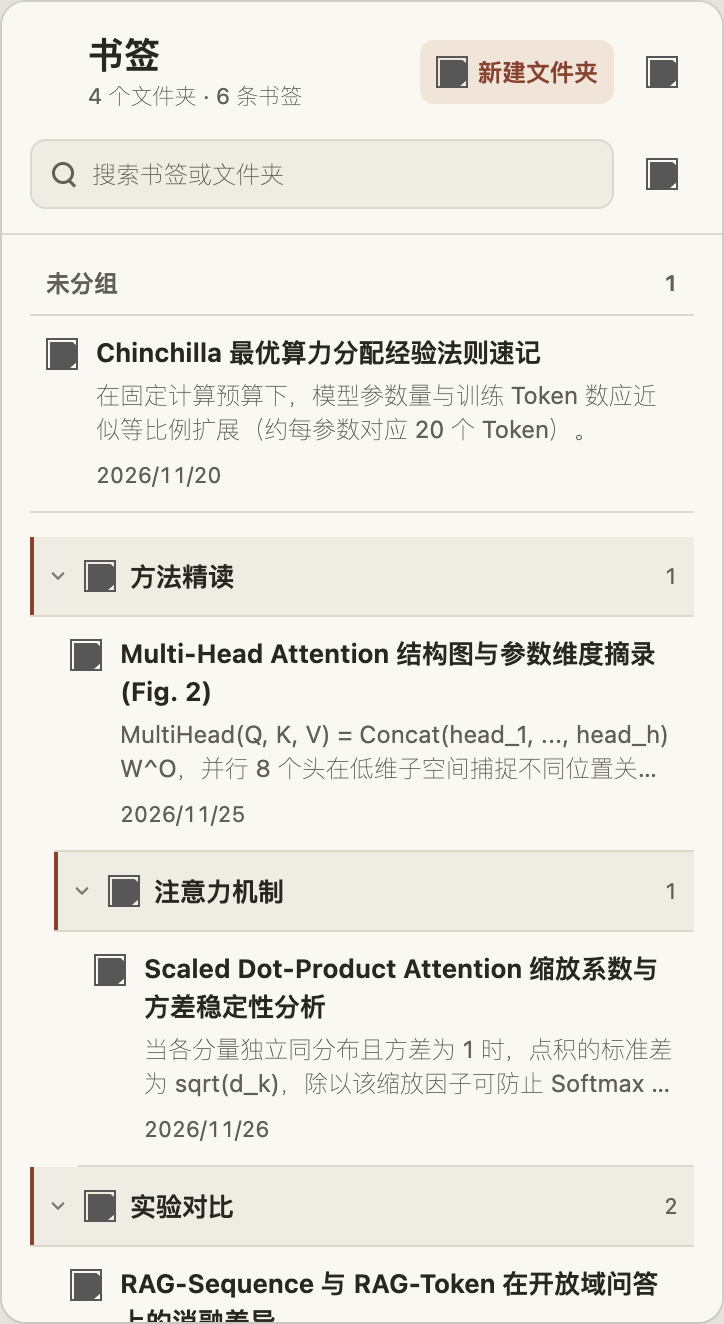 书签
4 个文件夹 · 6 条书签
新建文件夹
搜索书签或文件夹
未分组
1
Chinchilla 最优算力分配经验法则速记
在固定计算预算下，模型参数量与训练 Token 数应近
似等比例扩展（约每参数对应 20 个 Token）。
2026/11/20
方法精读
1
Multi-Head Attention 结构图与参数维度摘录
(Fig. 2)
MultiHead(Q, K, V) = Concat(head_1, ..., head_h)
W^O，并行 8 个头在低维子空间捕捉不同位置关...
2026/11/25
注意力机制
1
Scaled Dot-Product Attention 缩放系数与
方差稳定性分析
当各分量独立同分布且方差为 1 时，点积的标准差
为 sqrt(d_k)，除以该缩放因子可防止 Softmax ...
2026/11/26
实验对比
2
RAG-Sequence 与 RAG-Token 在开放域问答
上的消融差异